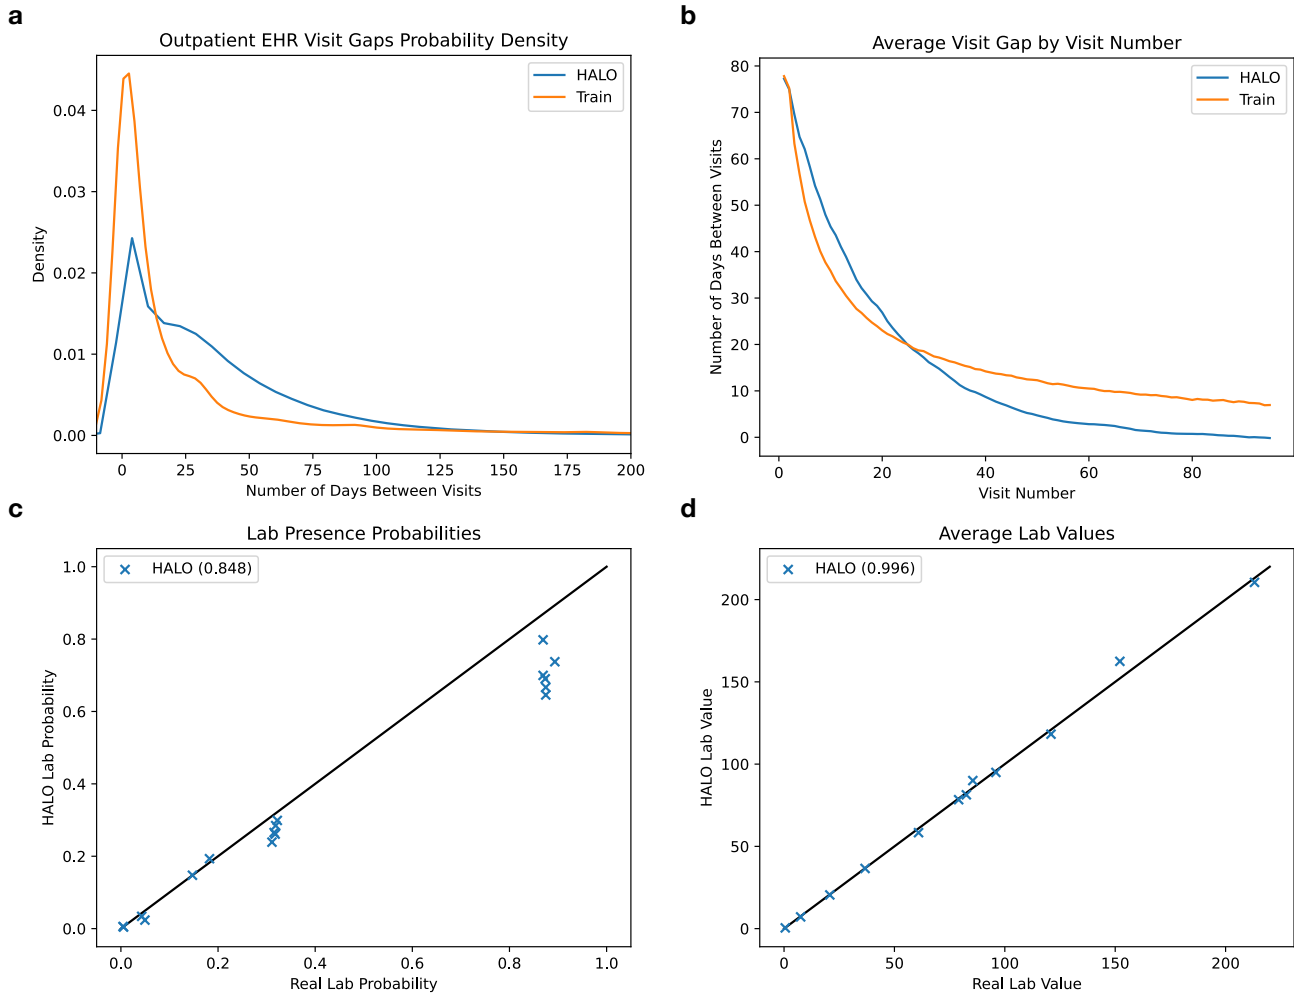 a
Outpatient EHR Visit Gaps Probability Density
HALO
Train
0.04
0.03
0.02
0.01
0.00
Density
0 25 50 75 100 125 150 175 200
Number of Days Between Visits
b
Average Visit Gap by Visit Number
HALO
Train
80
70
60
50
40
30
20
10
0
Number of Days Between Visits
0 20 40 60 80
Visit Number
c
Lab Presence Probabilities
HALO (0.848)
1.0
0.8
0.6
0.4
0.2
0.0
HALO Lab Probability
0.0 0.2 0.4 0.6 0.8 1.0
Real Lab Probability
d
Average Lab Values
HALO (0.996)
200
150
100
50
0
HALO Lab Value
0 50 100 150 200
Real Lab Value